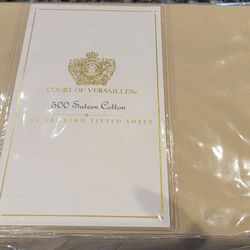 COURT OF VERSAILLES®
500 Sateen Cotton
FITTED SHEET